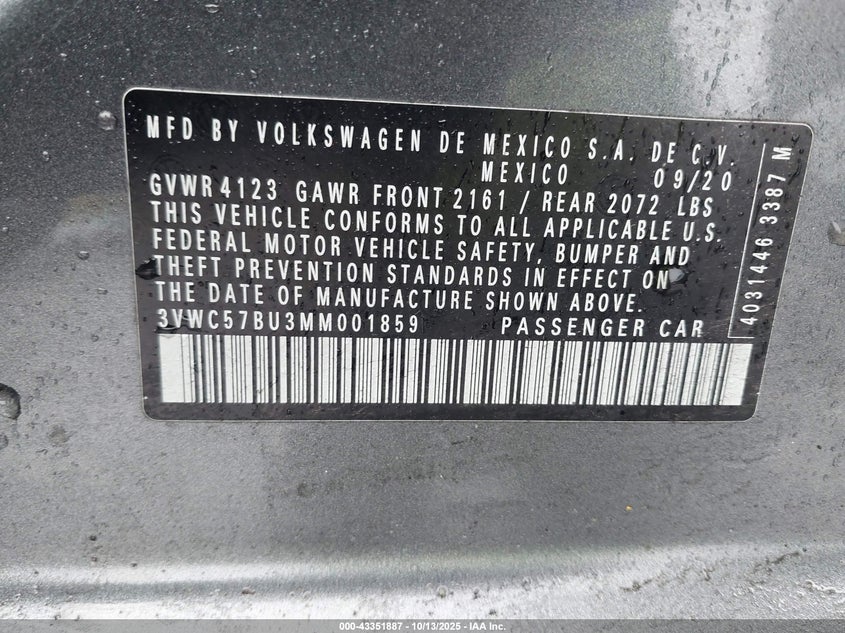 MFD BY VOLKSWAGEN DE MEXICO S.A. DE C.V.
MEXICO 09/20
GVWR 4123 GAWR FRONT 2161 / REAR 2072 LBS
THIS VEHICLE CONFORMS TO ALL APPLICABLE U.S.
FEDERAL MOTOR VEHICLE SAFETY, BUMPER AND
THEFT PREVENTION STANDARDS IN EFFECT ON
THE DATE OF MANUFACTURE SHOWN ABOVE.
3VWC57BU3MM001859 PASSENGER CAR
4031446 3387 M
000-43351887 - 10/13/2025 - IAA Inc.